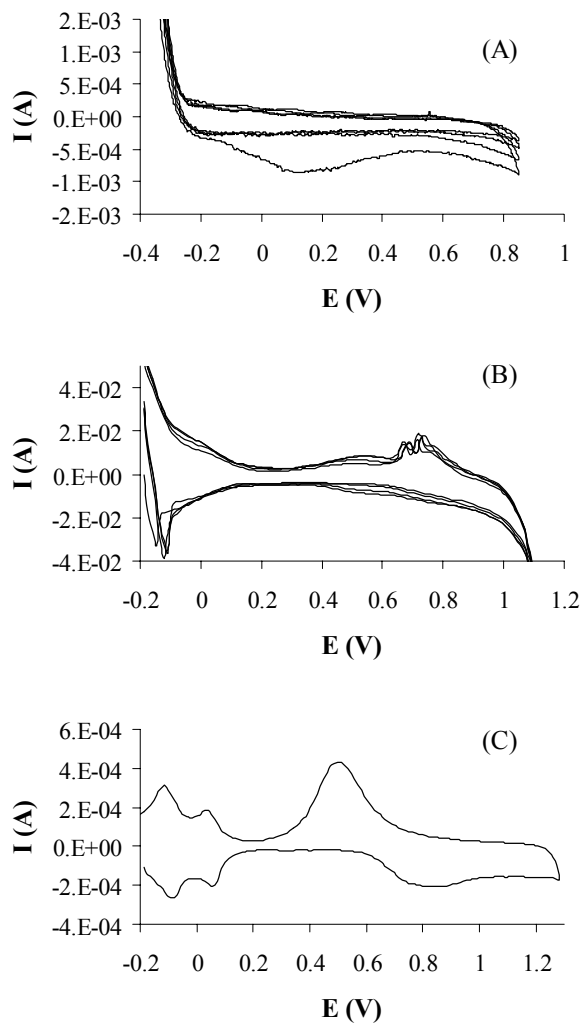 (A)
2.E-03
2.E-03
1.E-03
5.E-04
0.E+00
-5.E-04
-1.E-03
-2.E-03
I (A)
-0.4 -0.2 0 0.2 0.4 0.6 0.8 1
E (V)
(B)
4.E-02
2.E-02
0.E+00
-2.E-02
-4.E-02
I (A)
-0.2 0 0.2 0.4 0.6 0.8 1 1.2
E (V)
(C)
6.E-04
4.E-04
2.E-04
0.E+00
-2.E-04
-4.E-04
I (A)
-0.2 0 0.2 0.4 0.6 0.8 1 1.2
E (V)